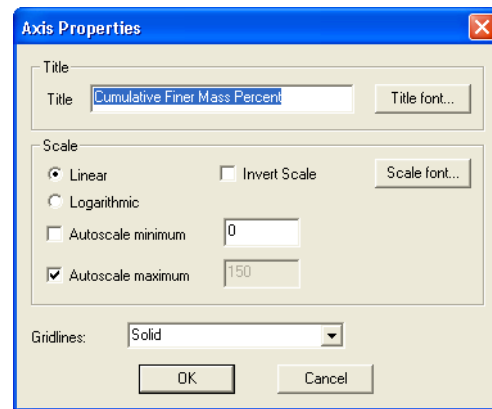 Axis Properties
Title
Title Cumulative Finer Mass Percent Title font...
Scale
Linear Invert Scale Scale font...
Logarithmic
Autoscale minimum 0
Autoscale maximum 150
Gridlines: Solid
OK Cancel